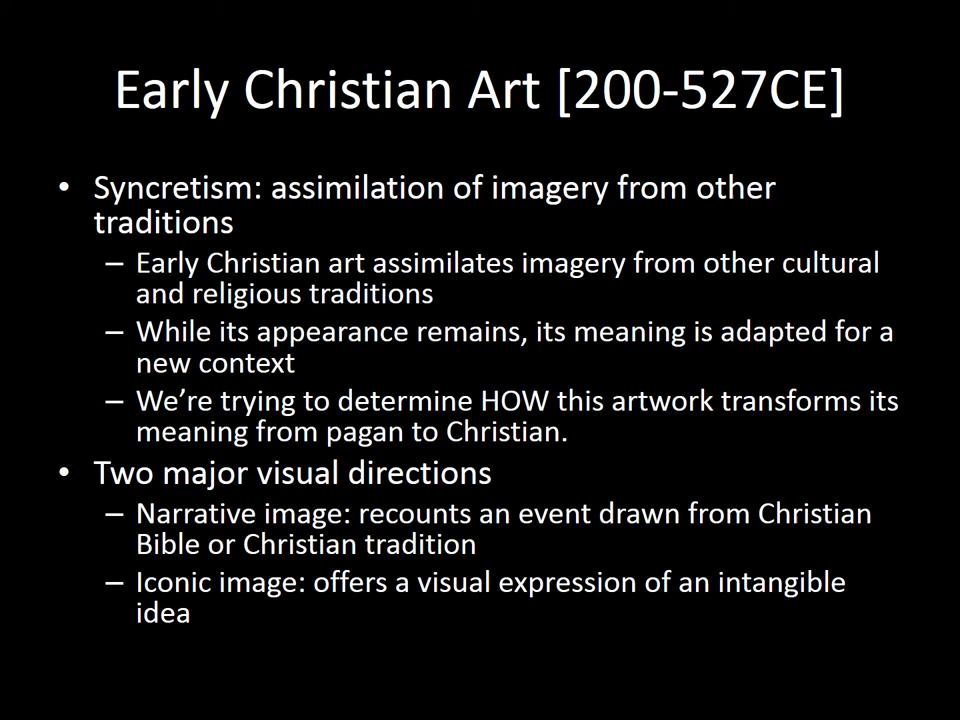 Early Christian Art [200-527CE]
• Syncretism: assimilation of imagery from other
traditions
– Early Christian art assimilates imagery from other cultural
and religious traditions
– While its appearance remains, its meaning is adapted for a
new context
– We’re trying to determine HOW this artwork transforms its
meaning from pagan to Christian.
• Two major visual directions
– Narrative image: recounts an event drawn from Christian
Bible or Christian tradition
– Iconic image: offers a visual expression of an intangible
idea